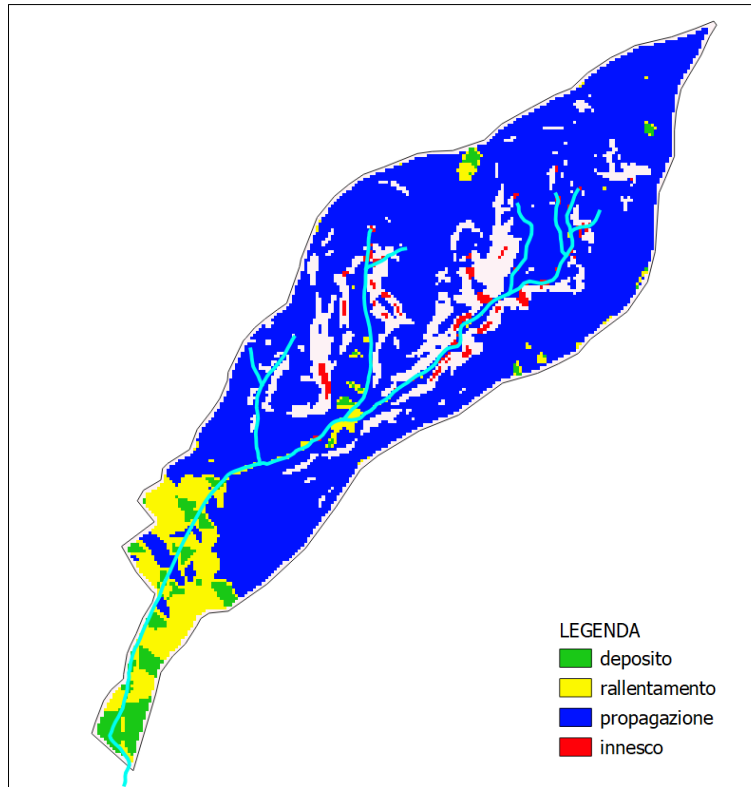 LEGENDA
deposito
rallentamento
propagazione
innesco